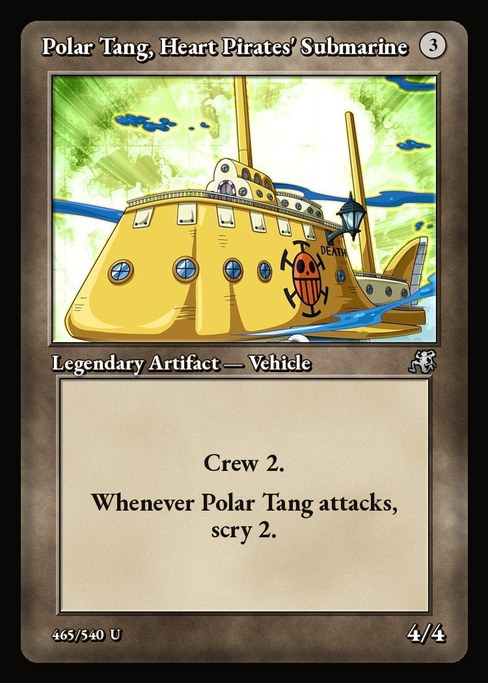 Polar Tang, Heart Pirates' Submarine 3
DEATH
Legendary Artifact — Vehicle
Crew 2.
Whenever Polar Tang attacks,
scry 2.
465/540 U
4/4